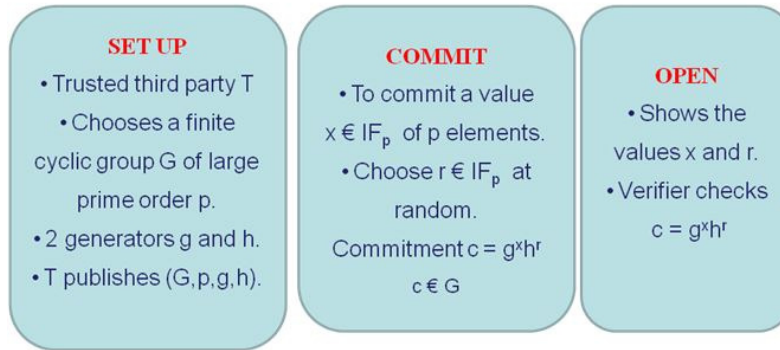 SET UP
• Trusted third party T
• Chooses a finite
cyclic group G of large
prime order p.
• 2 generators g and h.
• T publishes (G,p,g,h).
COMMIT
• To commit a value
x € IFₚ of p elements.
• Choose r € IFₚ at
random.
Commitment c = gˣhʳ
c € G
OPEN
• Shows the
values x and r.
• Verifier checks
c = gˣhʳ